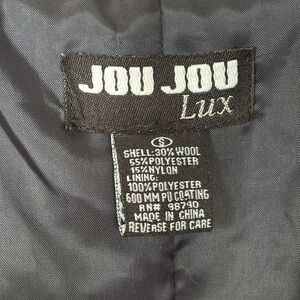 JOU JOU
Lux
S
SHELL: 30% WOOL
55% POLYESTER
15% NYLON
LINING:
100% POLYESTER
600 MM PU COATING
RN# 98790
MADE IN CHINA
REVERSE FOR CARE